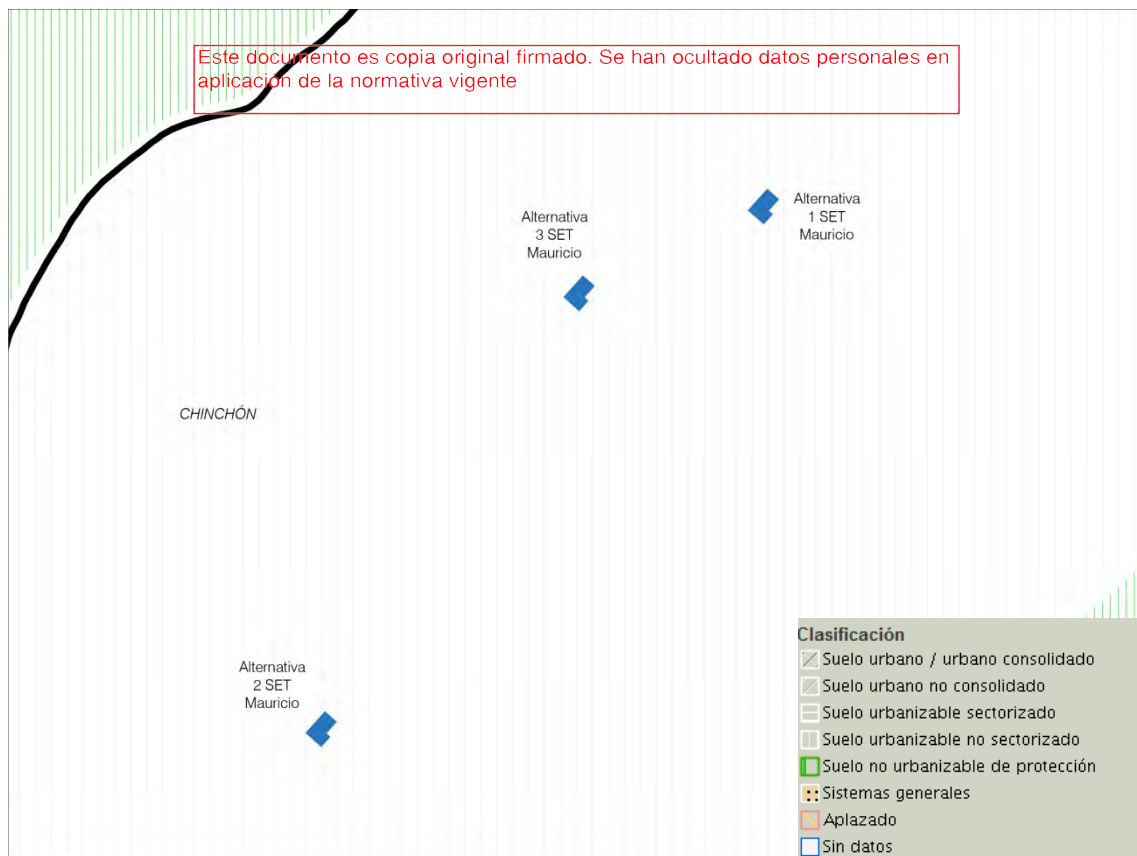 Este documento es copia original firmado. Se han ocultado datos personales en
aplicación de la normativa vigente
Alternativa
1 SET
Mauricio
Alternativa
3 SET
Mauricio
CHINCHÓN
Alternativa
2 SET
Mauricio
Clasificación
Suelo urbano / urbano consolidado
Suelo urbano no consolidado
Suelo urbanizable sectorizado
Suelo urbanizable no sectorizado
Suelo no urbanizable de protección
Sistemas generales
Aplazado
Sin datos